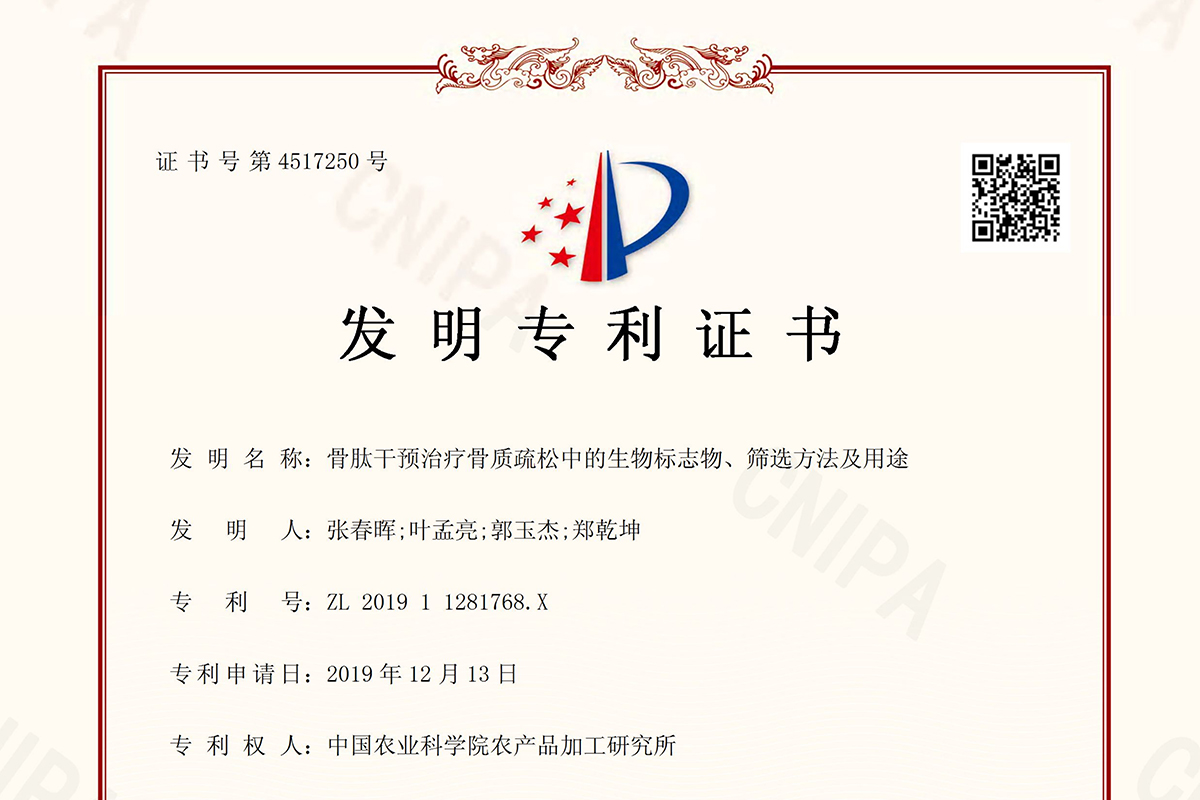 证书号第4517250号
发明专利证书
发明名称：骨肽干预治疗骨质疏松中的生物标志物、筛选方法及用途
发明人：张春晖;叶孟亮;郭玉杰;郑乾坤
专利号：ZL 2019 1 1281768.X
专利申请日：2019年12月13日
专利权人：中国农业科学院农产品加工研究所
CNIPA
CNIPA